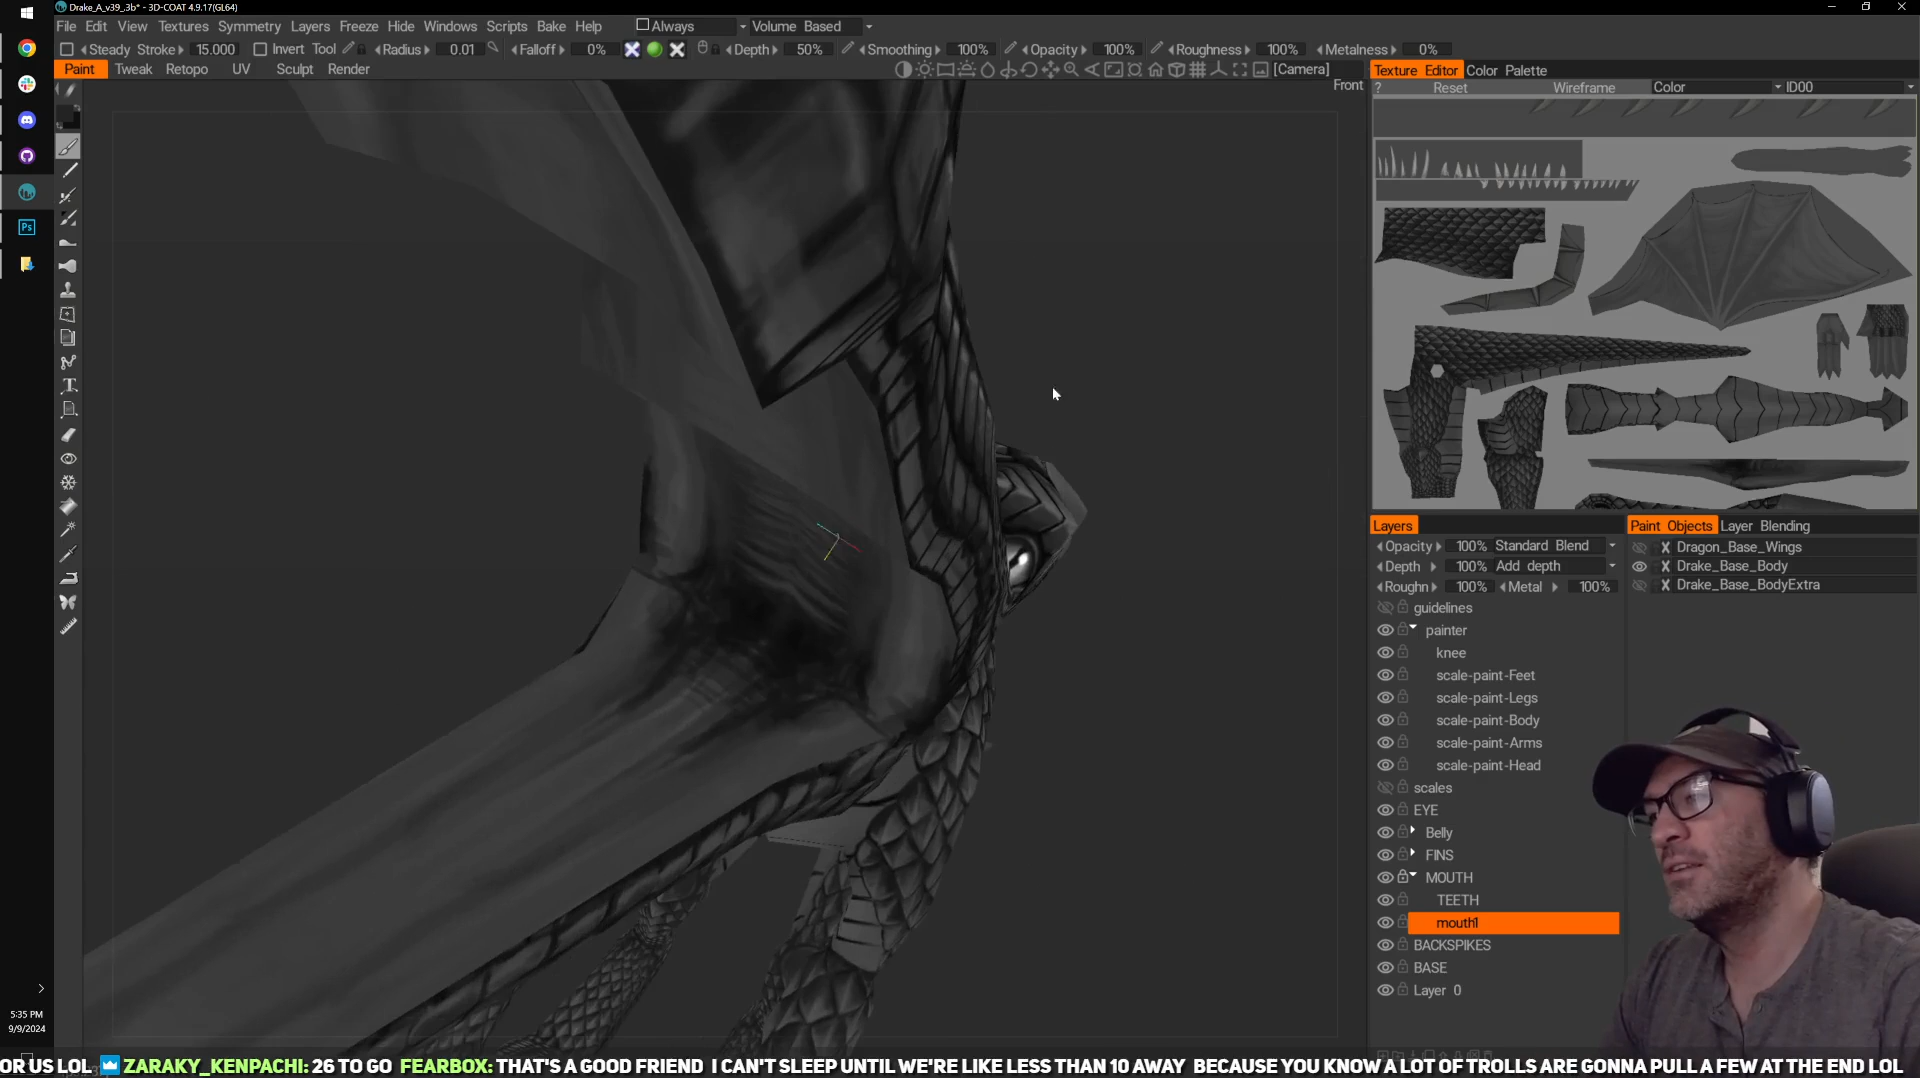 Drake_A_v39_.3b* - 3D-COAT 4.9.17(GL64)
File Edit View Textures Symmetry Layers Freeze Hide Windows Scripts Bake Help Always Volume Based
Steady Stroke 15.000 Invert Tool Radius 0.01 Falloff 0% Depth 50% Smoothing 100% Opacity 100% Roughness 100% Metalness 0%
Paint Tweak Retopo UV Sculpt Render [Camera]
Front
Texture Editor Color Palette
? Reset Wireframe Color ID00
Ps
T
Layers
Opacity 100% Standard Blend
Depth 100% Add depth
Roughn 100% Metal 100%
guidelines
painter
knee
scale-paint-Feet
scale-paint-Legs
scale-paint-Body
scale-paint-Arms
scale-paint-Head
scales
EYE
Belly
FINS
MOUTH
TEETH
mouth1
BACKSPIKES
BASE
Layer 0
Paint Objects Layer Blending
X Dragon_Base_Wings
X Drake_Base_Body
X Drake_Base_BodyExtra
5:35 PM
9/9/2024
OR US LOL ZARAKY_KENPACHI: 26 TO GO FEARBOX: THAT'S A GOOD FRIEND I CAN'T SLEEP UNTIL WE'RE LIKE LESS THAN 10 AWAY BECAUSE YOU KNOW A LOT OF TROLLS ARE GONNA PULL A FEW AT THE END LOL